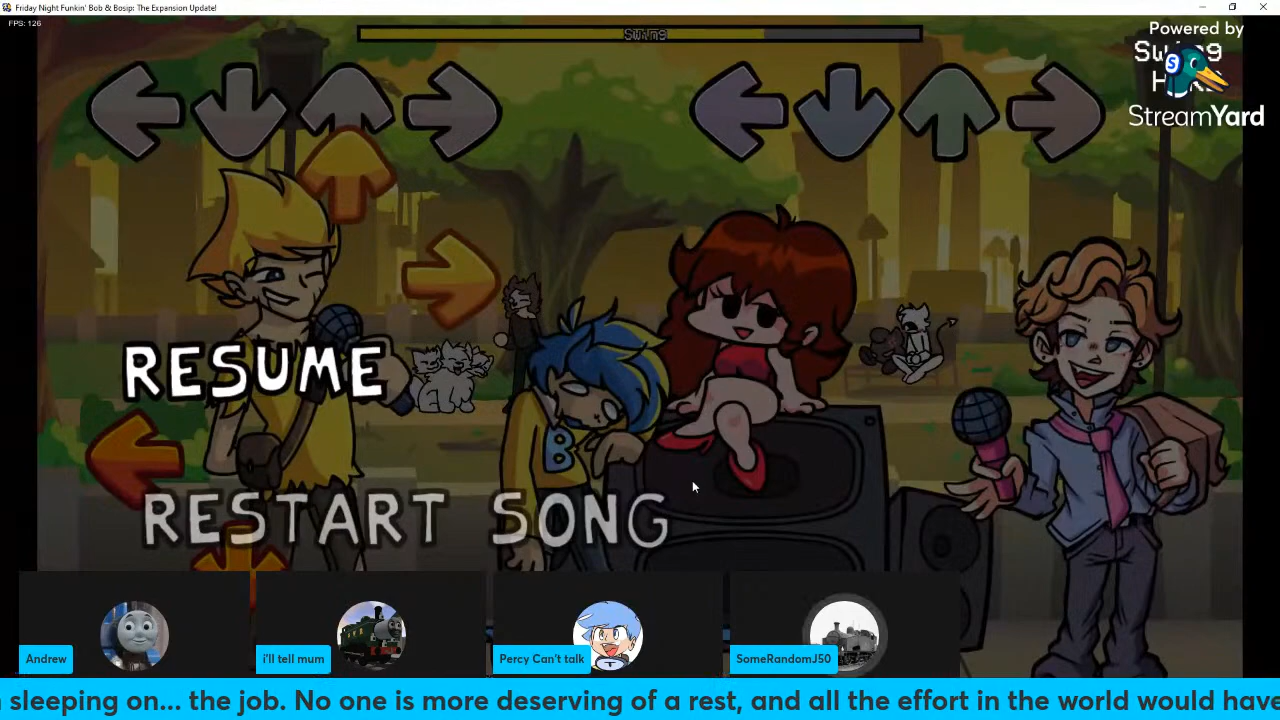 Friday Night Funkin' Bob & Bosip: The Expansion Update!
FPS: 126
Swing
Powered by
Swing
StreamYard
B
RESUME
RESTART SONG
Andrew
i'll tell mum
Percy Can't talk
SomeRandomJ50
sleeping on... the job. No one is more deserving of a rest, and all the effort in the world would have